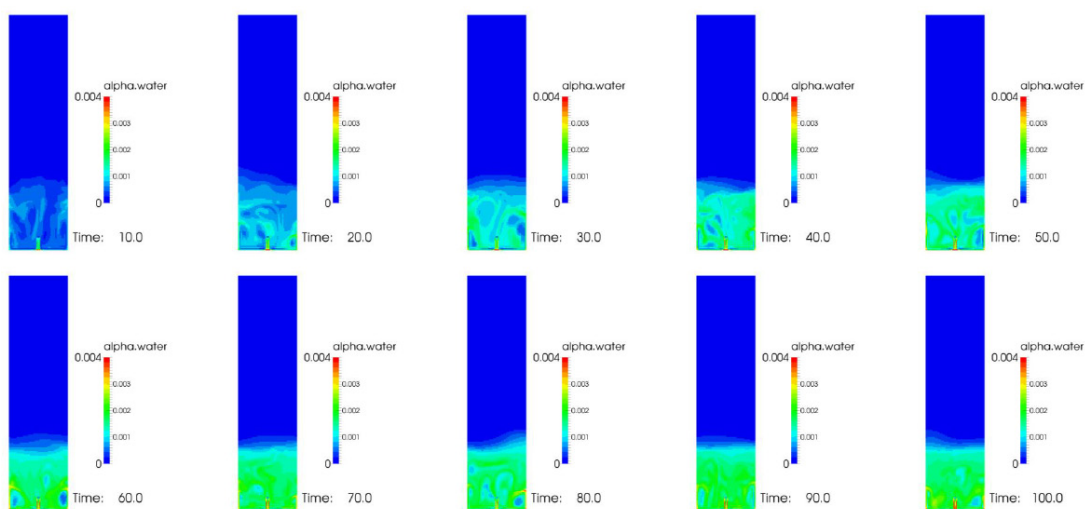 alpha.water
0.004
0.003
0.002
0.001
0
Time: 10.0
alpha.water
0.004
0.003
0.002
0.001
0
Time: 20.0
alpha.water
0.004
0.003
0.002
0.001
0
Time: 30.0
alpha.water
0.004
0.003
0.002
0.001
0
Time: 40.0
alpha.water
0.004
0.003
0.002
0.001
0
Time: 50.0
alpha.water
0.004
0.003
0.002
0.001
0
Time: 60.0
alpha.water
0.004
0.003
0.002
0.001
0
Time: 70.0
alpha.water
0.004
0.003
0.002
0.001
0
Time: 80.0
alpha.water
0.004
0.003
0.002
0.001
0
Time: 90.0
alpha.water
0.004
0.003
0.002
0.001
0
Time: 100.0